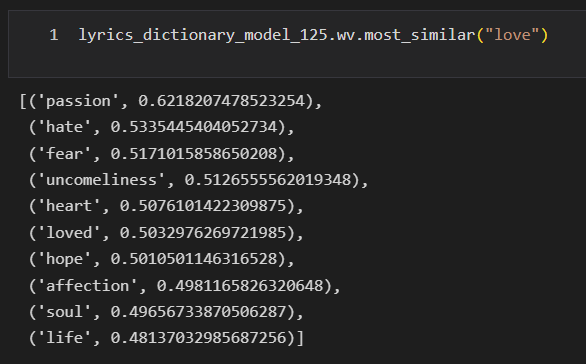 1 lyrics_dictionary_model_125.wv.most_similar("love")
[('passion', 0.6218207478523254),
('hate', 0.5335445404052734),
('fear', 0.5171015858650208),
('uncomeliness', 0.5126555562019348),
('heart', 0.5076101422309875),
('loved', 0.5032976269721985),
('hope', 0.5010501146316528),
('affection', 0.4981165826320648),
('soul', 0.49656733870506287),
('life', 0.48137032985687256)]